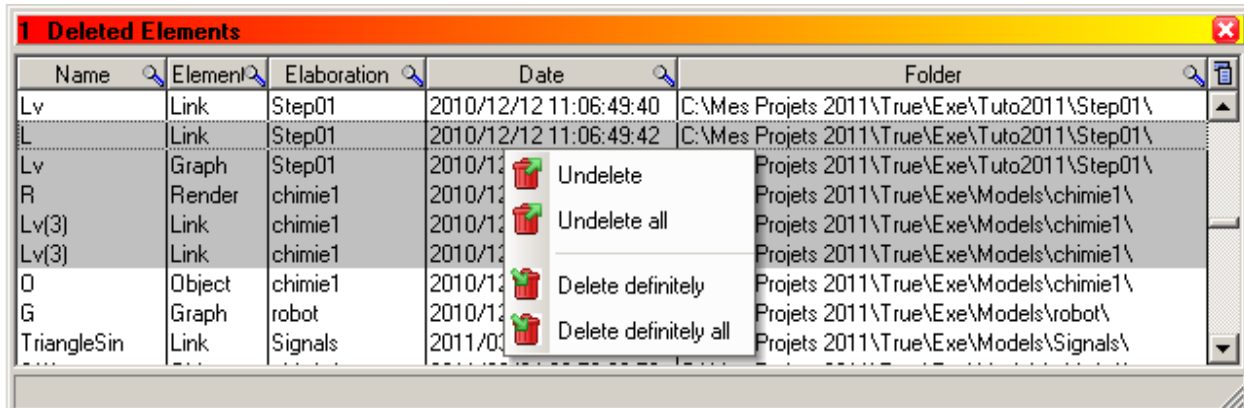 1 Deleted Elements
Name Element Elaboration Date Folder
Lv Link Step01 2010/12/12 11:06:49:40 C:\Mes Projets 2011\True\Exe\Tuto2011\Step01\
L Link Step01 2010/12/12 11:06:49:42 C:\Mes Projets 2011\True\Exe\Tuto2011\Step01\
Lv Graph Step01 2010/12 Projets 2011\True\Exe\Tuto2011\Step01\
Undelete
R Render chimie1 2010/12 Projets 2011\True\Exe\Models\chimie1\
Lv(3) Link chimie1 2010/12 Projets 2011\True\Exe\Models\chimie1\
Undelete all
Lv(3) Link chimie1 2010/12 Projets 2011\True\Exe\Models\chimie1\
O Object chimie1 2010/12 Projets 2011\True\Exe\Models\chimie1\
Delete definitely
G Graph robot 2010/12 Projets 2011\True\Exe\Models\robot\
TriangleSin Link Signals 2011/03 Projets 2011\True\Exe\Models\Signals\
Delete definitely all